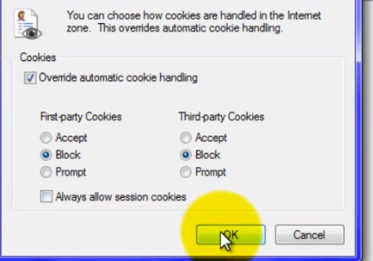 You can choose how cookies are handled in the Internet
zone. This overrides automatic cookie handling.
Cookies
Override automatic cookie handling
First-party Cookies Third-party Cookies
Accept Accept
Block Block
Prompt Prompt
Always allow session cookies
OK Cancel